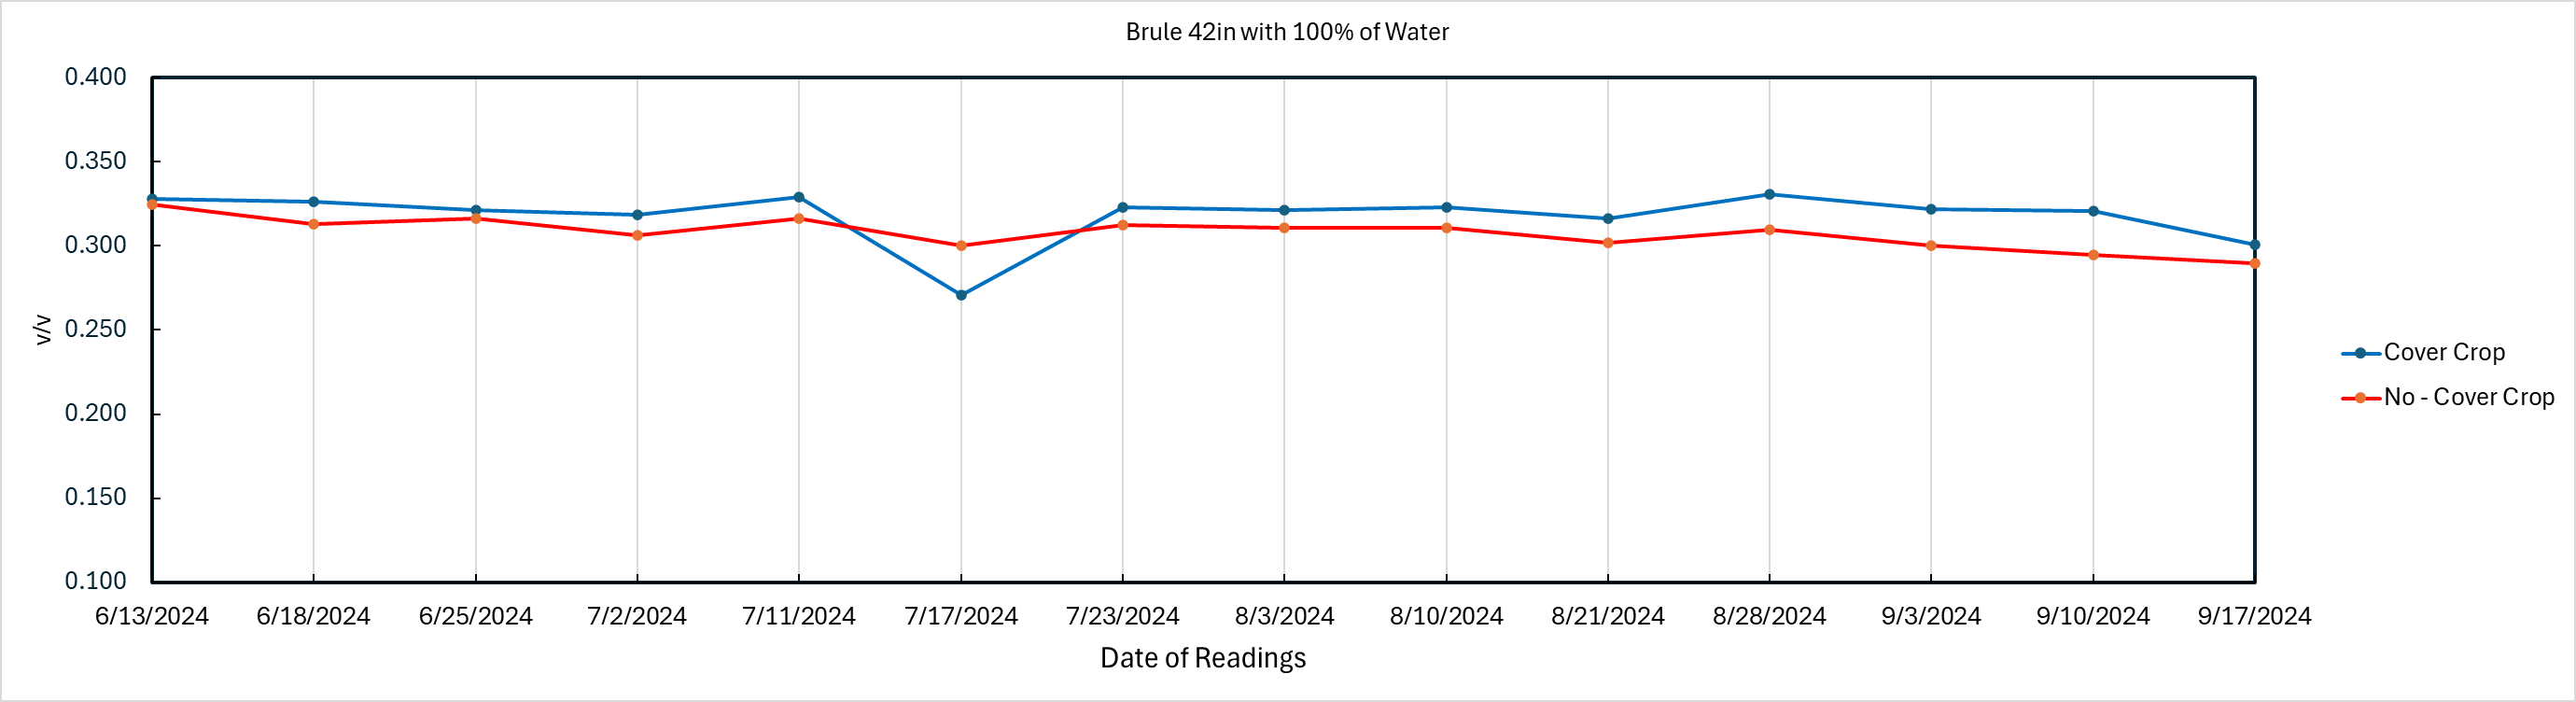 Brule 42in with 100% of Water
0.400
0.350
0.300
0.250
0.200
0.150
0.100
v/v
6/13/2024 6/18/2024 6/25/2024 7/2/2024 7/11/2024 7/17/2024 7/23/2024 8/3/2024 8/10/2024 8/21/2024 8/28/2024 9/3/2024 9/10/2024 9/17/2024
Date of Readings
Cover Crop
No - Cover Crop